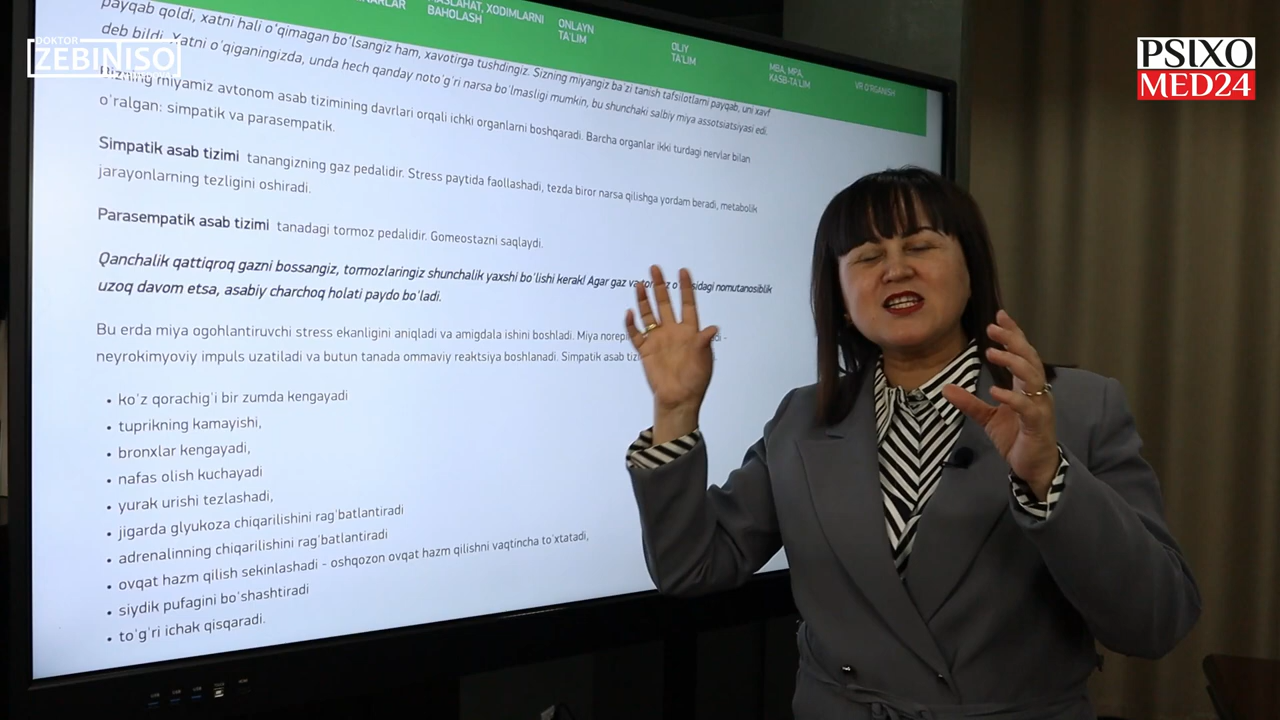 DOKTOR
ZEBINISO
PSIXO
MED24
MASLAHAT, XODIMLARNI
BAHOLASH
ONLAYN
TA'LIM
OLIY
TA'LIM
MBA, MPA,
KASB-TA'LIM
VR O'RGANISH
payqab qoldi, xatni hali o'qimagan bo'lsangiz ham, xavotirga tushdingiz. Sizning miyangiz ba'zi tanish tafsilotlarni payqab, uni xavf
deb bildi. Xatni o'qiganingizda, unda hech qanday noto'g'ri narsa bo'lmasligi mumkin, bu shunchaki salbiy miya assotsiatsiyasi edi.
miyamiz avtonom asab tizimining davrlari orqali ichki organlarni boshqaradi. Barcha organlar ikki turdagi nervlar bilan
o'ralgan: simpatik va parasempatik.
Simpatik asab tizimi tanangizning gaz pedalidir. Stress paytida faollashadi, tezda biror narsa qilishga yordam beradi, metabolik
jarayonlarning tezligini oshiradi.
Parasempatik asab tizimi tanadagi tormoz pedalidir. Gomeostazni saqlaydi.
Qanchalik qattiqroq gazni bossangiz, tormozlaringiz shunchalik yaxshi bo'lishi kerak! Agar gaz va nomutanosiblik
uzoq davom etsa, asabiy charchoq holati paydo bo'ladi.
Bu erda miya ogohlantiruvchi stress ekanligini aniqladi va amigdala ishini boshladi. Miya -
neyrokimyoviy impuls uzatiladi va butun tanada ommaviy reaktsiya boshlanadi. Simpatik asab
• ko'z qorachig'i bir zumda kengayadi
• tuprikning kamayishi,
• bronxlar kengayadi,
• nafas olish kuchayadi
• yurak urishi tezlashadi,
• jigarda glyukoza chiqarilishini rag'batlantiradi
• adrenalinning chiqarilishini rag'batlantiradi
• ovqat hazm qilish sekinlashadi - oshqozon ovqat hazm qilishni vaqtincha to'xtatadi,
• siydik pufagini bo'shashtiradi
• to'g'ri ichak qisqaradi.